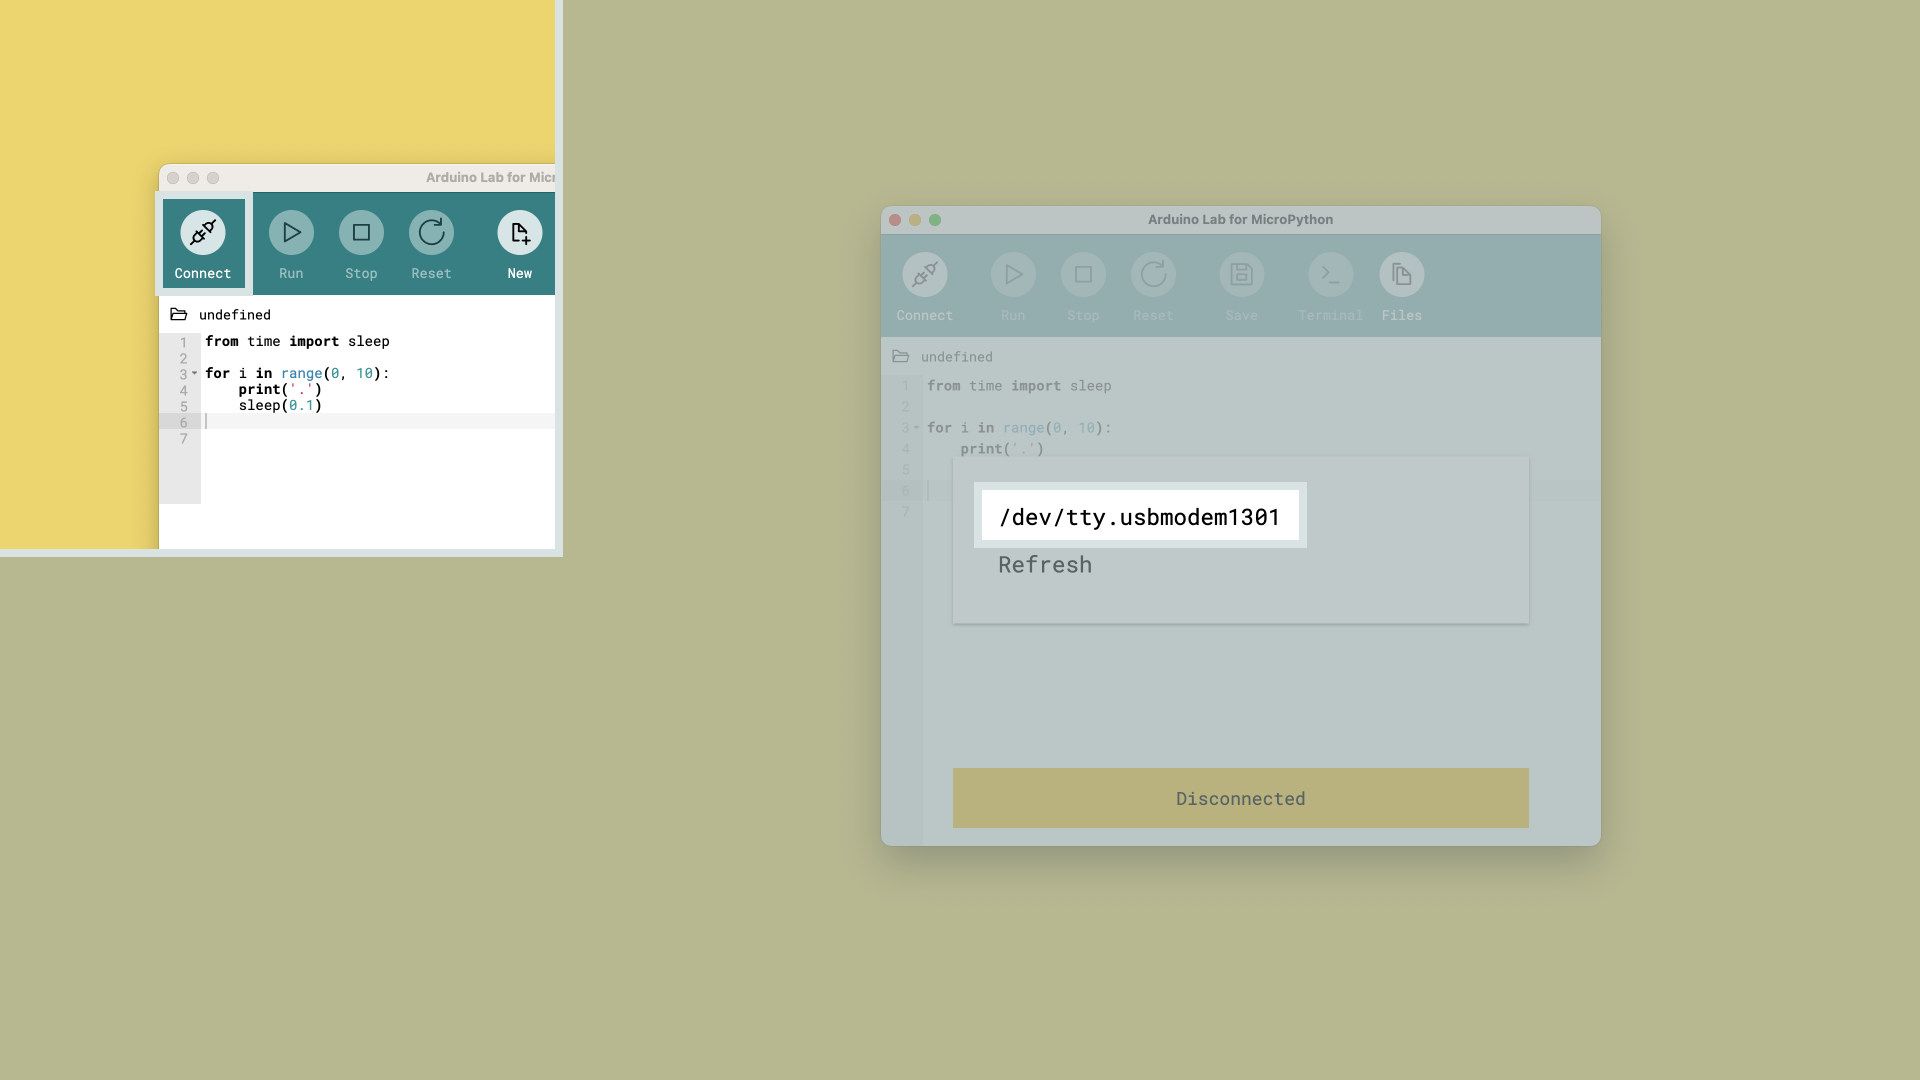 Arduino Lab for Micr
Connect
Run
Stop
Reset
New
undefined
1 from time import sleep
2
3 for i in range(0, 10):
4     print('.')
5     sleep(0.1)
6
7
Arduino Lab for MicroPython
Connect
Run
Stop
Reset
Save
Terminal
Files
undefined
1 from time import sleep
2
3 for i in range(0, 10):
4     print('.')
5
6
7
/dev/tty.usbmodem1301
Refresh
Disconnected